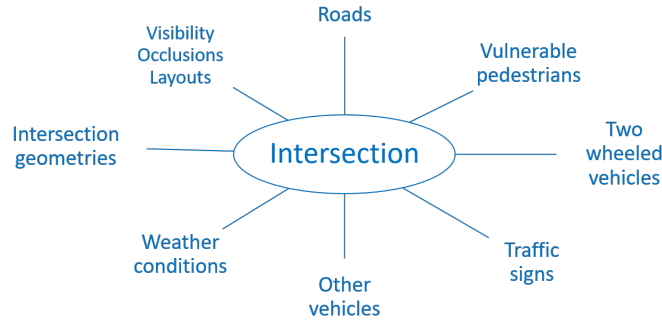 Roads
Visibility
Occlusions
Layouts
Vulnerable
pedestrians
Intersection
geometries
Intersection
Two
wheeled
vehicles
Weather
conditions
Traffic
signs
Other
vehicles